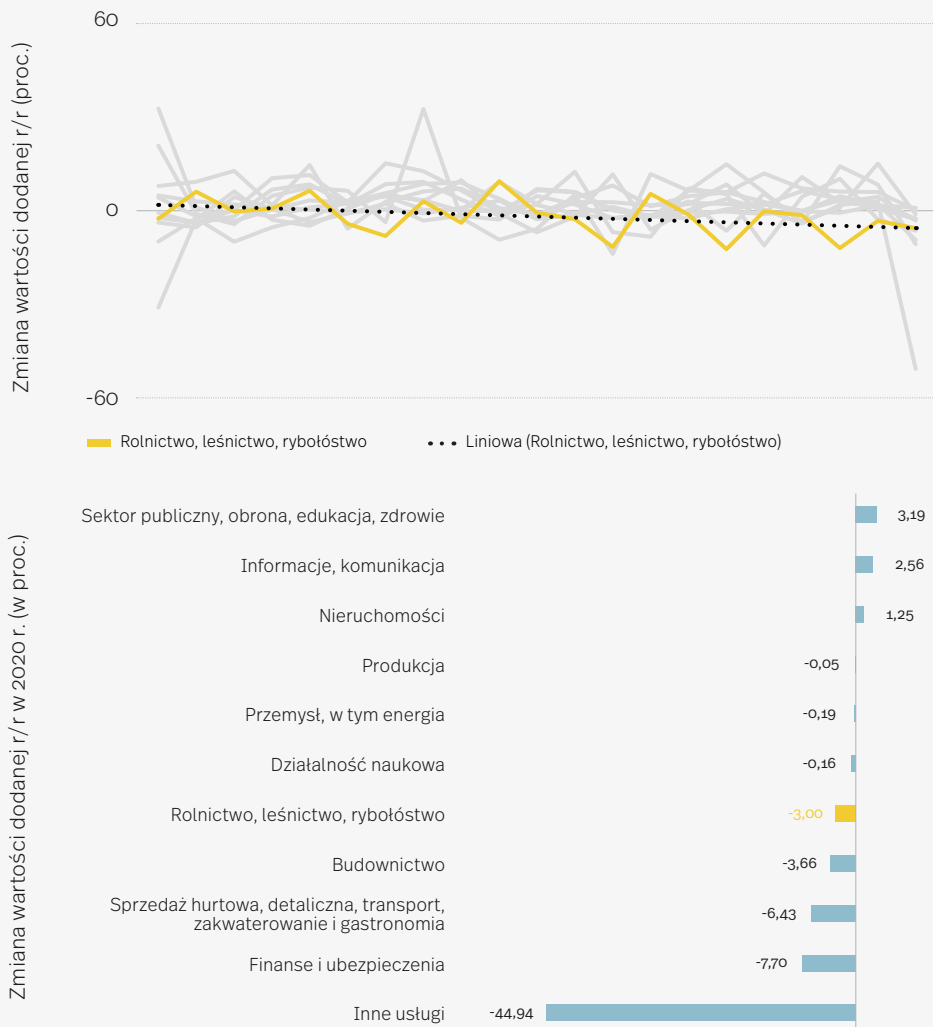 Zmiana wartości dodanej r/r (proc.)
60
0
-60
Rolnictwo, leśnictwo, rybołóstwo
Liniowa (Rolnictwo, leśnictwo, rybołóstwo)
Zmiana wartości dodanej r/r w 2020 r. (w proc.)
Sektor publiczny, obrona, edukacja, zdrowie 3,19
Informacje, komunikacja 2,56
Nieruchomości 1,25
Produkcja -0,05
Przemysł, w tym energia -0,19
Działalność naukowa -0,16
Rolnictwo, leśnictwo, rybołóstwo -3,00
Budownictwo -3,66
Sprzedaż hurtowa, detaliczna, transport,
zakwaterowanie i gastronomia -6,43
Finanse i ubezpieczenia -7,70
Inne usługi -44,94